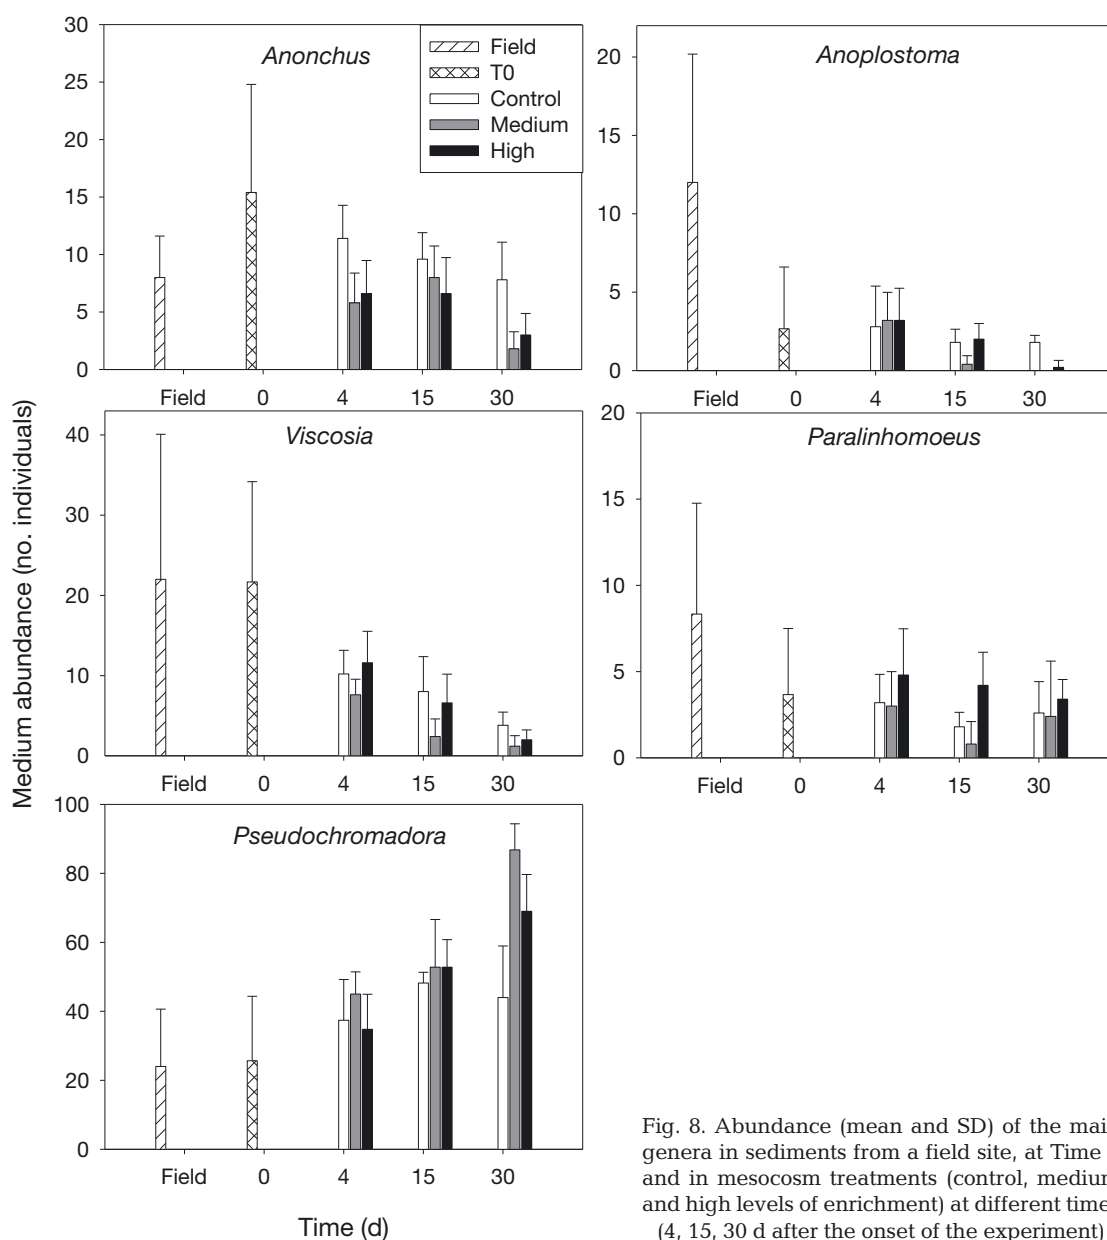 Medium abundance (no. individuals)
Anonchus
Field
T0
Control
Medium
High
30
25
20
15
10
5
0
Field 0 4 15 30
Anoplostoma
20
15
10
5
0
Field 0 4 15 30
Viscosia
40
30
20
10
0
Field 0 4 15 30
Paralinhomoeus
20
15
10
5
0
Field 0 4 15 30
Pseudochromadora
100
80
60
40
20
0
Field 0 4 15 30
Time (d)
Fig. 8. Abundance (mean and SD) of the mai
genera in sediments from a field site, at Time
and in mesocosm treatments (control, medium
and high levels of enrichment) at different time
(4, 15, 30 d after the onset of the experiment)